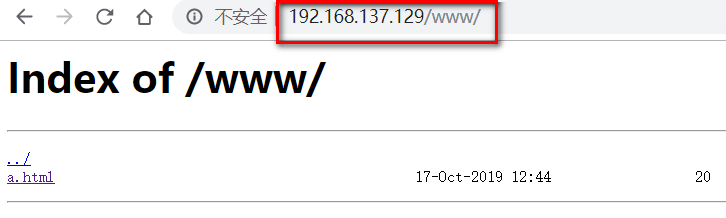 不安全 192.168.137.129/www/
Index of /www/
../
a.html 17-Oct-2019 12:44 20